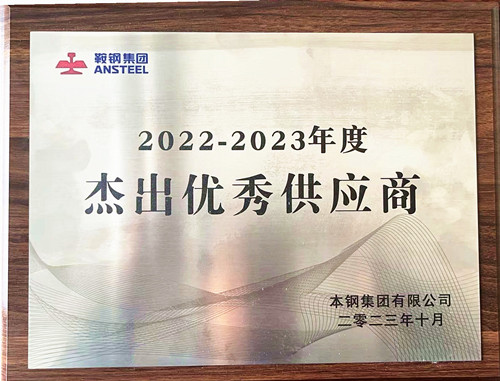 鞍钢集团
ANSTEEL
2022-2023年度
杰出优秀供应商
本钢集团有限公司
二零二三年十月